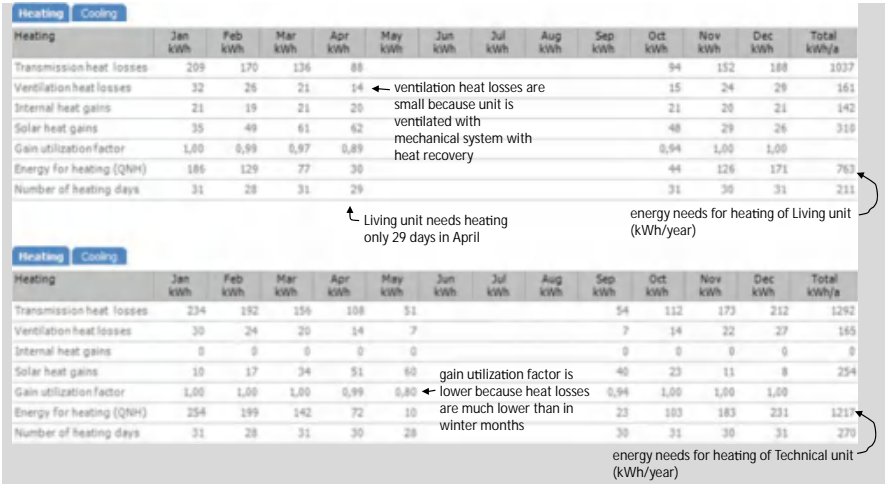 Heating Cooling
Heating Jan kWh Feb kWh Mar kWh Apr kWh May kWh Jun kWh Jul kWh Aug kWh Sep kWh Oct kWh Nov kWh Dec kWh Total kWh/a
Transmission heat losses 209 170 136 88 94 152 188 1037
Ventilation heat losses 32 26 21 14 15 24 29 161
Internal heat gains 21 19 21 20 21 20 21 142
Solar heat gains 35 49 61 62 48 29 26 310
Gain utilization factor 1,00 0,99 0,97 0,89 0,94 1,00 1,00
Energy for heating (QNH) 186 129 77 30 44 126 171 763
Number of heating days 31 28 31 29 31 30 31 211
ventilation heat losses are
small because unit is
ventilated with
mechanical system with
heat recovery
Living unit needs heating
only 29 days in April
energy needs for heating of Living unit
(kWh/year)
Heating Cooling
Heating Jan kWh Feb kWh Mar kWh Apr kWh May kWh Jun kWh Jul kWh Aug kWh Sep kWh Oct kWh Nov kWh Dec kWh Total kWh/a
Transmission heat losses 234 192 156 108 51 54 112 173 212 1292
Ventilation heat losses 30 24 20 14 7 7 14 22 27 165
Internal heat gains 0 0 0 0 0 0 0 0 0 0
Solar heat gains 10 17 34 51 60 40 23 11 8 254
Gain utilization factor 1,00 1,00 1,00 0,99 0,80 0,94 1,00 1,00 1,00
Energy for heating (QNH) 254 199 142 72 10 23 103 183 231 1217
Number of heating days 31 28 31 30 28 30 31 30 31 270
gain utilization factor is
lower because heat losses
are much lower than in
winter months
energy needs for heating of Technical unit
(kWh/year)